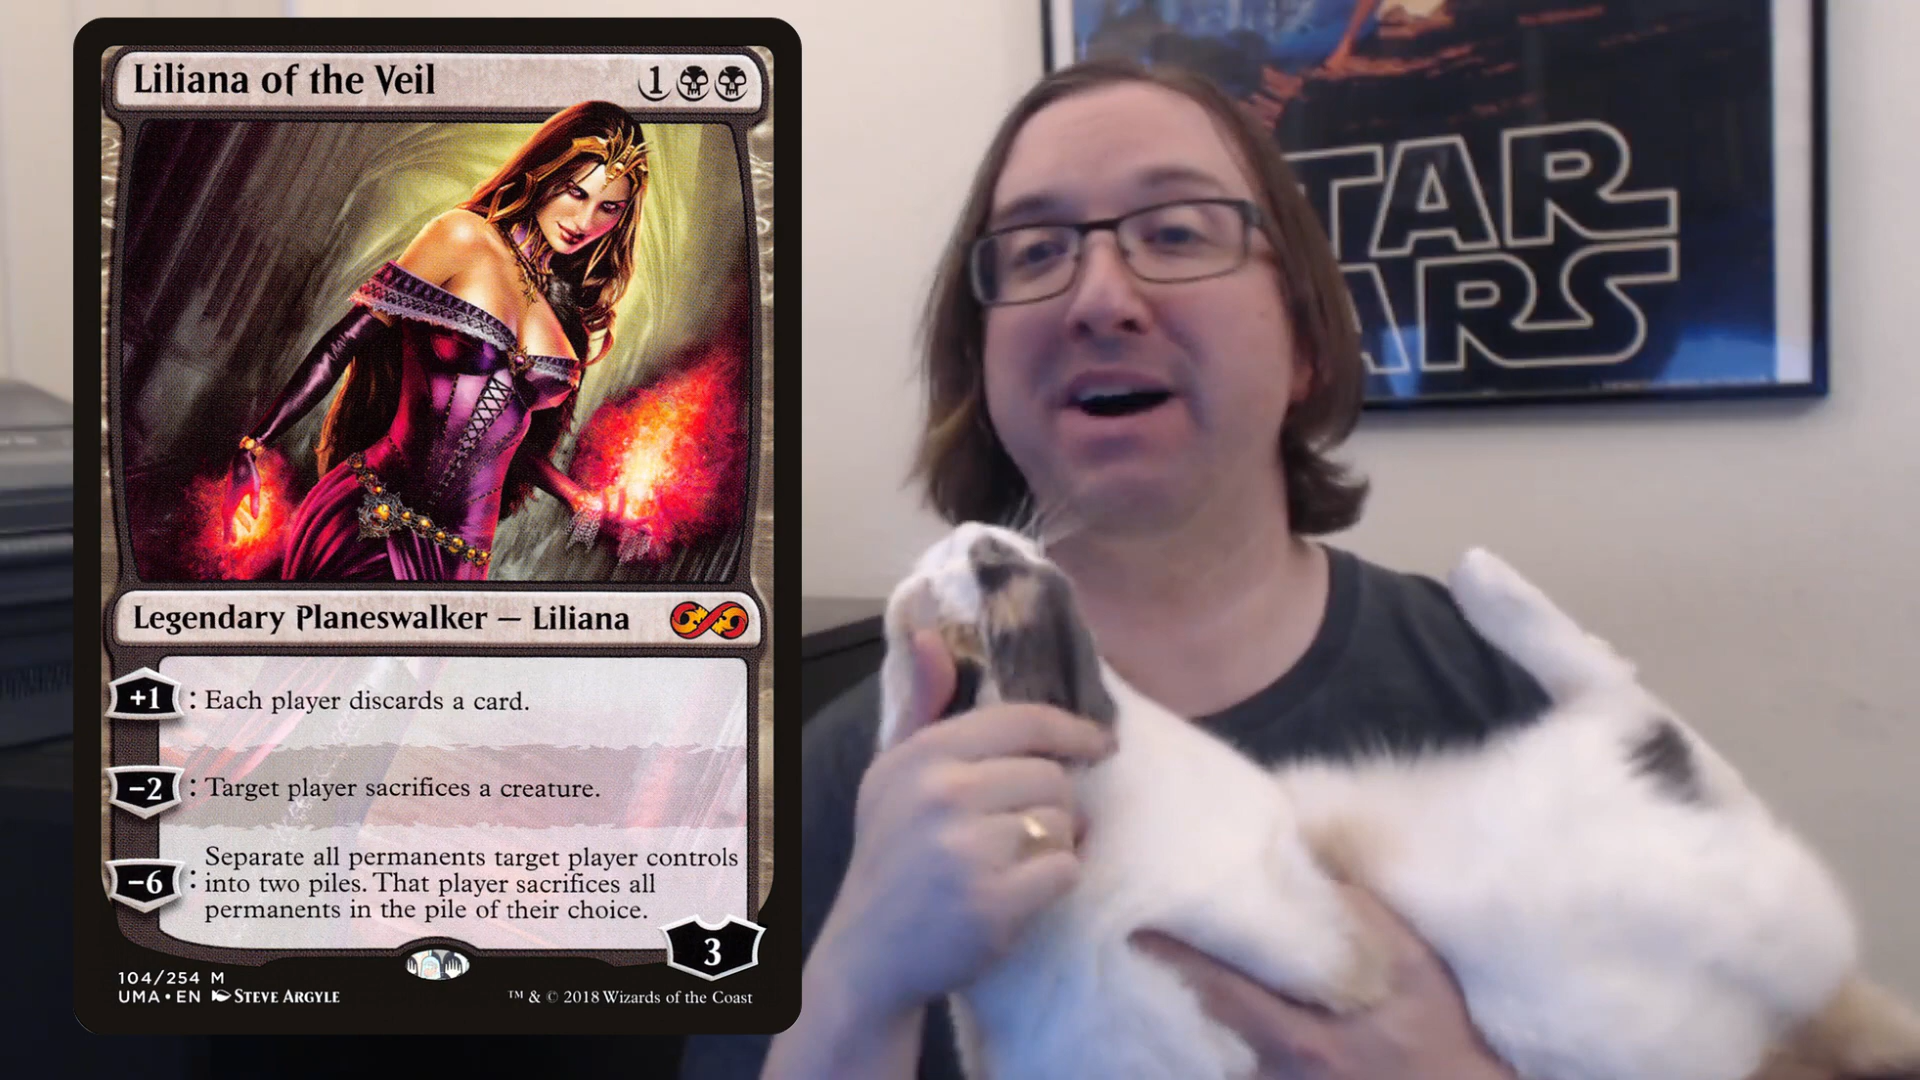 Liliana of the Veil 1
Legendary Planeswalker — Liliana
+1 : Each player discards a card.
−2 : Target player sacrifices a creature.
Separate all permanents target player controls
−6 : into two piles. That player sacrifices all
permanents in the pile of their choice.
3
104/254 M
UMA • EN STEVE ARGYLE
™ & © 2018 Wizards of the Coast
STAR
WARS